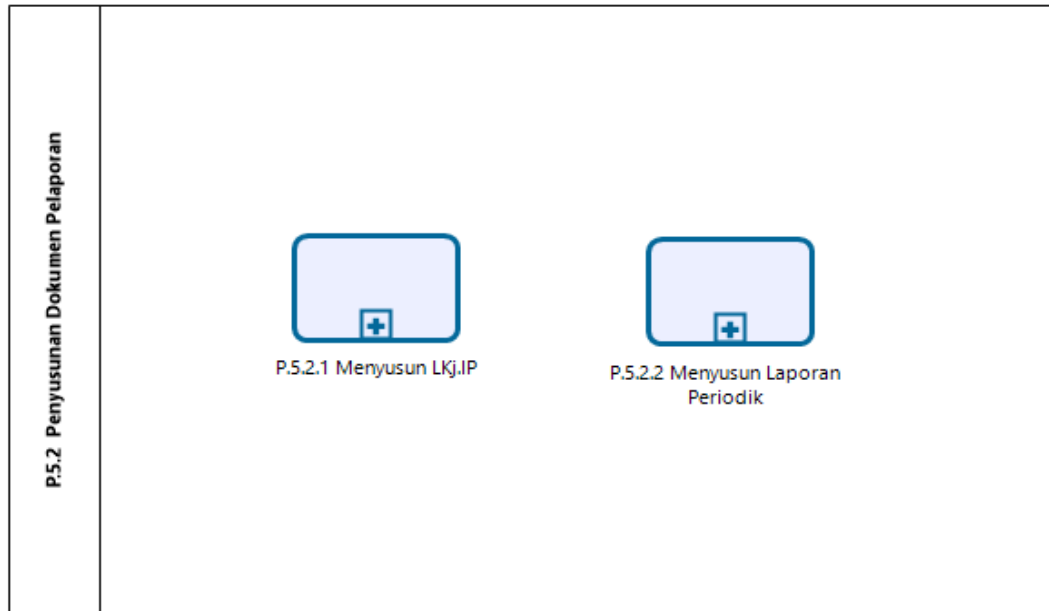 P.5.2 Penyusunan Dokumen Pelaporan
P.5.2.1 Menyusun LKj.IP
P.5.2.2 Menyusun Laporan
Periodik